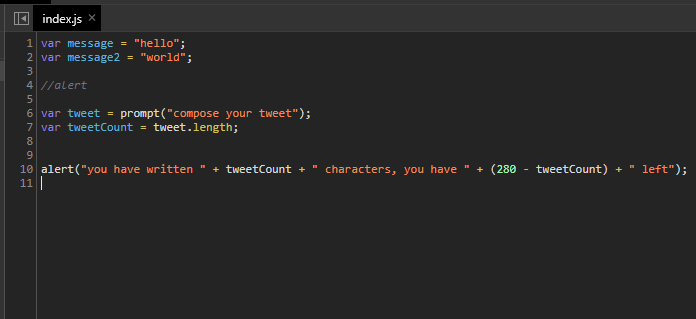 index.js ×
1 var message = "hello";
2 var message2 = "world";
3
4 //alert
5
6 var tweet = prompt("compose your tweet");
7 var tweetCount = tweet.length;
8
9
10 alert("you have written " + tweetCount + " characters, you have " + (280 - tweetCount) + " left");
11